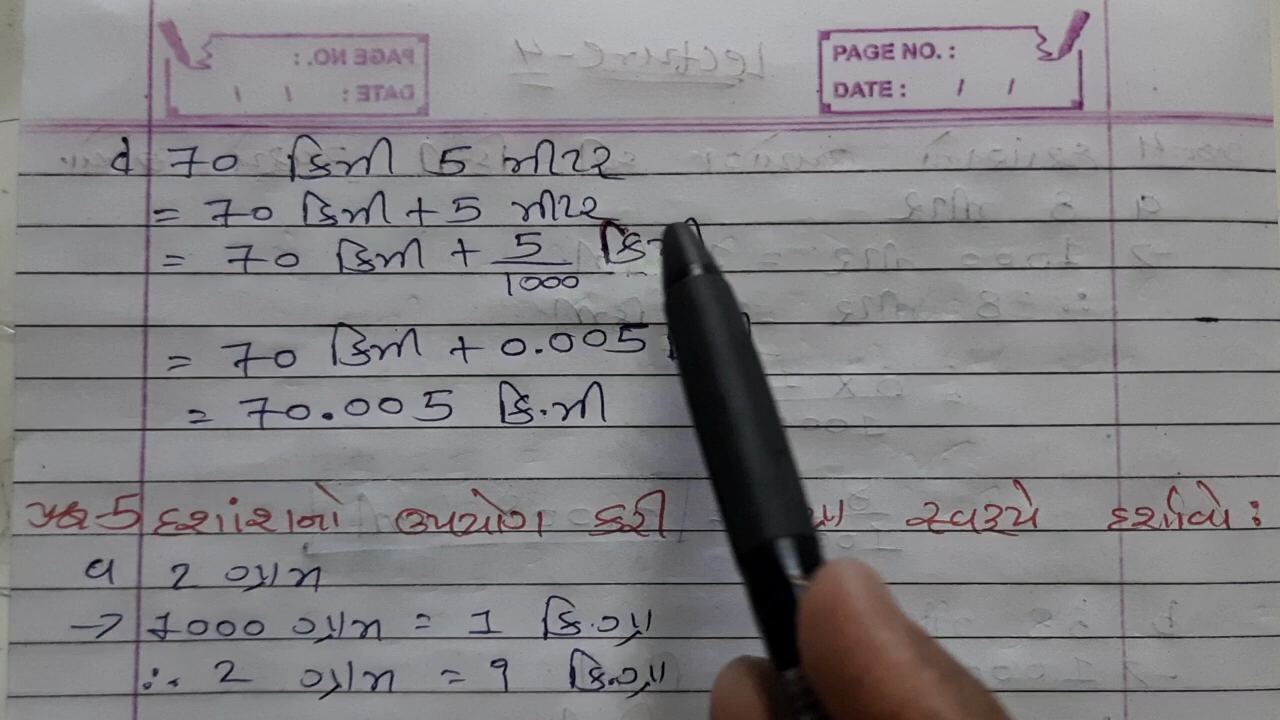 PAGE NO. :
DATE : / /
d 70 કિમી 5 મીટર
= 70 કિમી + 5 મીટર
= 70 કિમી + 5/1000
= 70 કિમી + 0.005
= 70.005 કિ.મી
પ્રશ્ન-5 દશાંશનો ઉપયોગ કરી સ્વરૂપે દર્શાવો :
a 2 ગ્રામ
→ 1000 ગ્રામ = 1 કિ.ગ્રા
∴ 2 ગ્રામ = ? કિ.ગ્રા